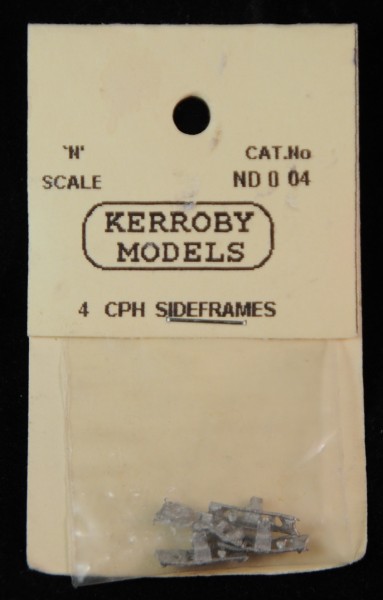 'N' CAT.No
SCALE ND 0 04
KERROBY
MODELS
4 CPH SIDEFRAMES